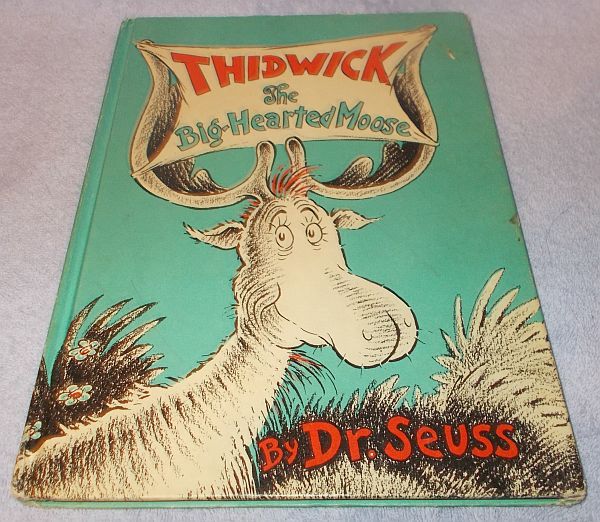 THIDWICK
The
Big-Hearted Moose
By Dr. Seuss